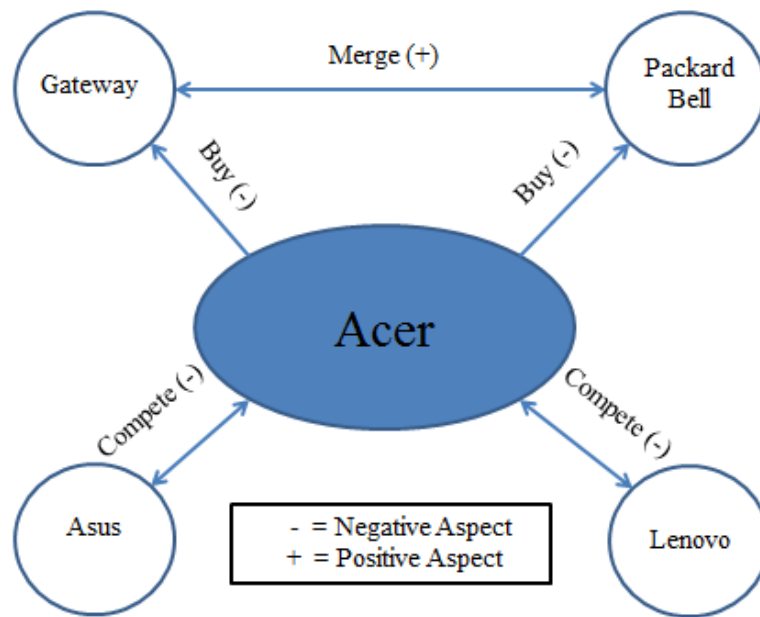 Merge (+)
Gateway
Packard
Bell
Buy (-)
Buy (-)
Acer
Compete (-)
Compete (-)
Asus
- = Negative Aspect
+ = Positive Aspect
Lenovo